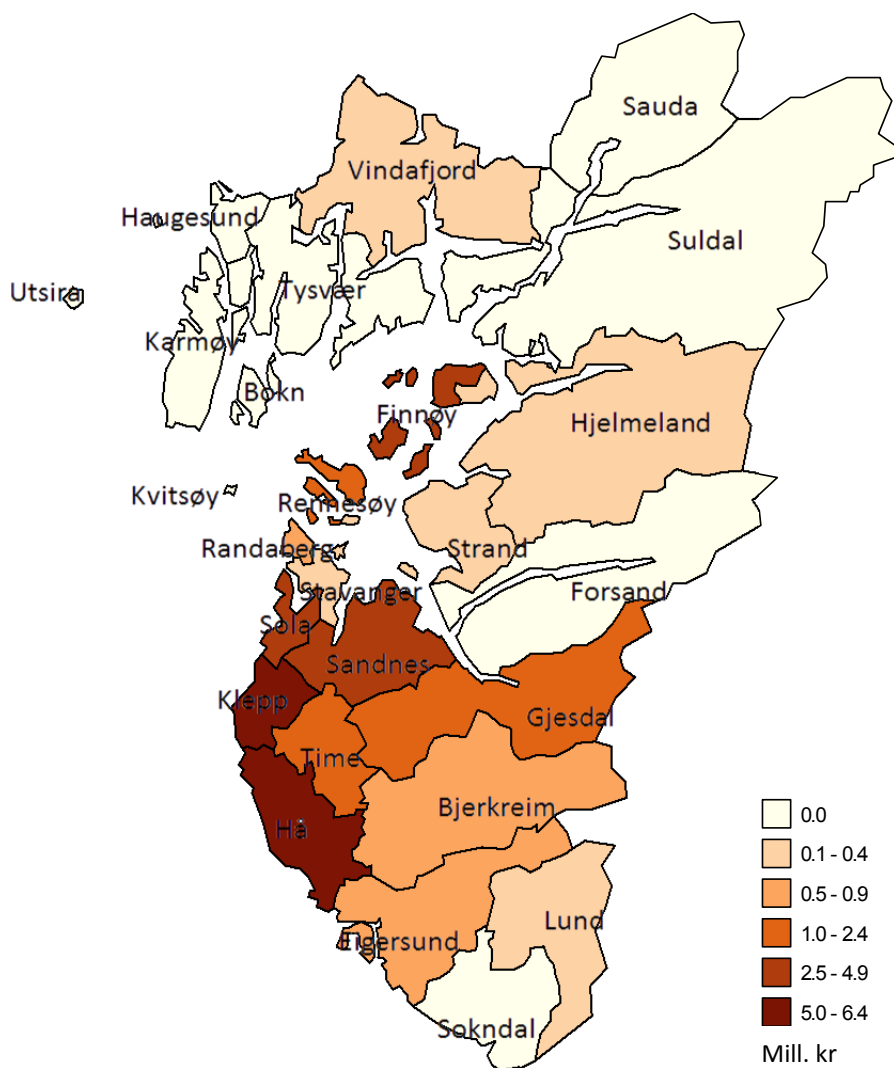 Sauda
Vindafjord
Haugesund
Suldal
Utsira
Tysvær
Karmøy
Bokn
Finnøy
Hjelmeland
Kvitsøy
Rennesøy
Randaberg
Strand
Stavanger
Forsand
Sola
Sandnes
Klepp
Gjesdal
Time
Bjerkreim
Hå
Lund
Eigersund
Sokndal
0.0
0.1 - 0.4
0.5 - 0.9
1.0 - 2.4
2.5 - 4.9
5.0 - 6.4
Mill. kr